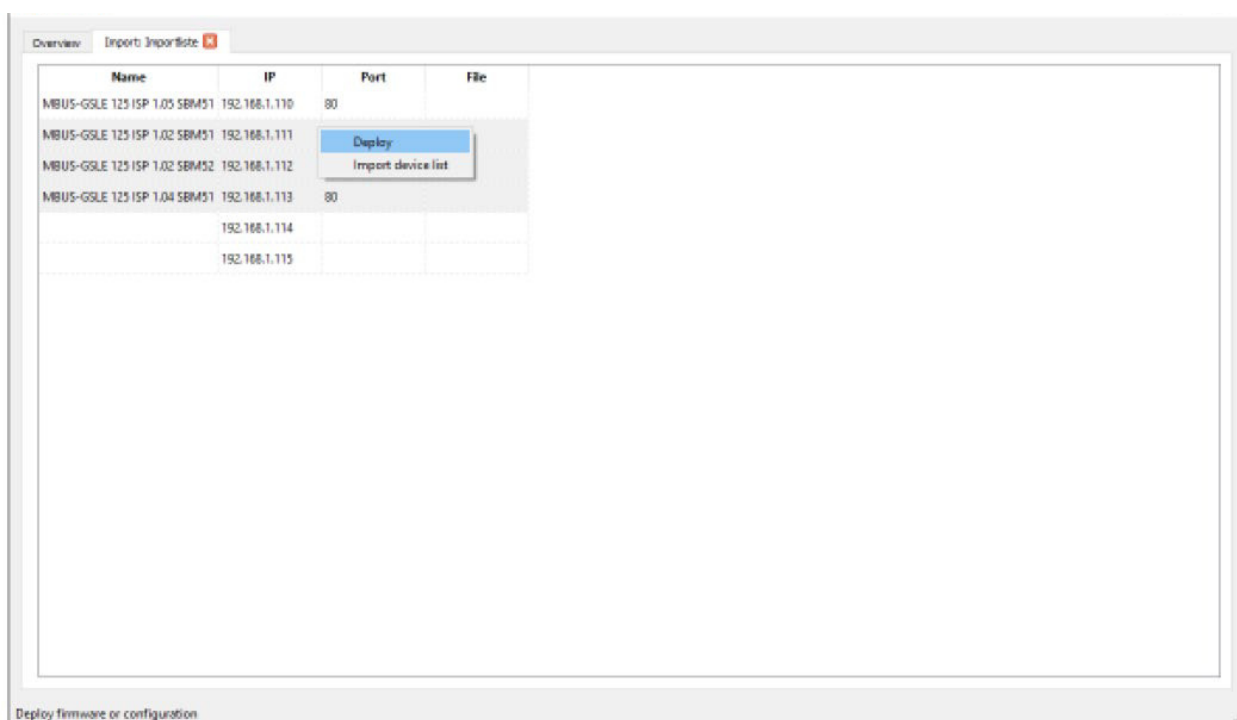 Overview Import: Importliste
Name IP Port File
MBUS-GSLE 125 ISP 1.05 SBM51 192.168.1.110 80
MBUS-GSLE 125 ISP 1.02 SBM51 192.168.1.111
Deploy
MBUS-GSLE 125 ISP 1.02 SBM52 192.168.1.112
Import device list
MBUS-GSLE 125 ISP 1.04 SBM51 192.168.1.113 80
192.168.1.114
192.168.1.115
Deploy firmware or configuration